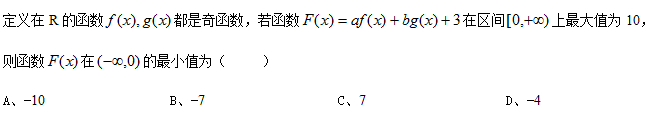 定义在 R 的函数 f(x), g(x) 都是奇函数，若函数 F(x) = af(x) + bg(x) + 3 在区间[0,+∞) 上最大值为 10，
则函数 F(x) 在 (−∞,0) 的最小值为（ ）
A、−10 B、−7 C、7 D、−4